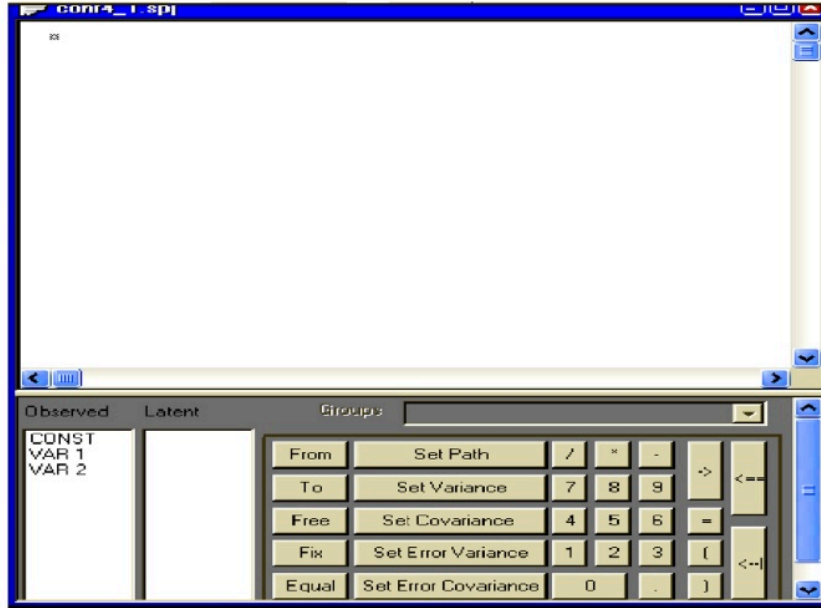 conf4_1.spj
Observed Latent Groups
CONST
VAR 1
VAR 2
From Set Path / * - -> <==
To Set Variance 7 8 9
Free Set Covariance 4 5 6 =
Fix Set Error Variance 1 2 3 ( <--|
Equal Set Error Covariance 0 . )